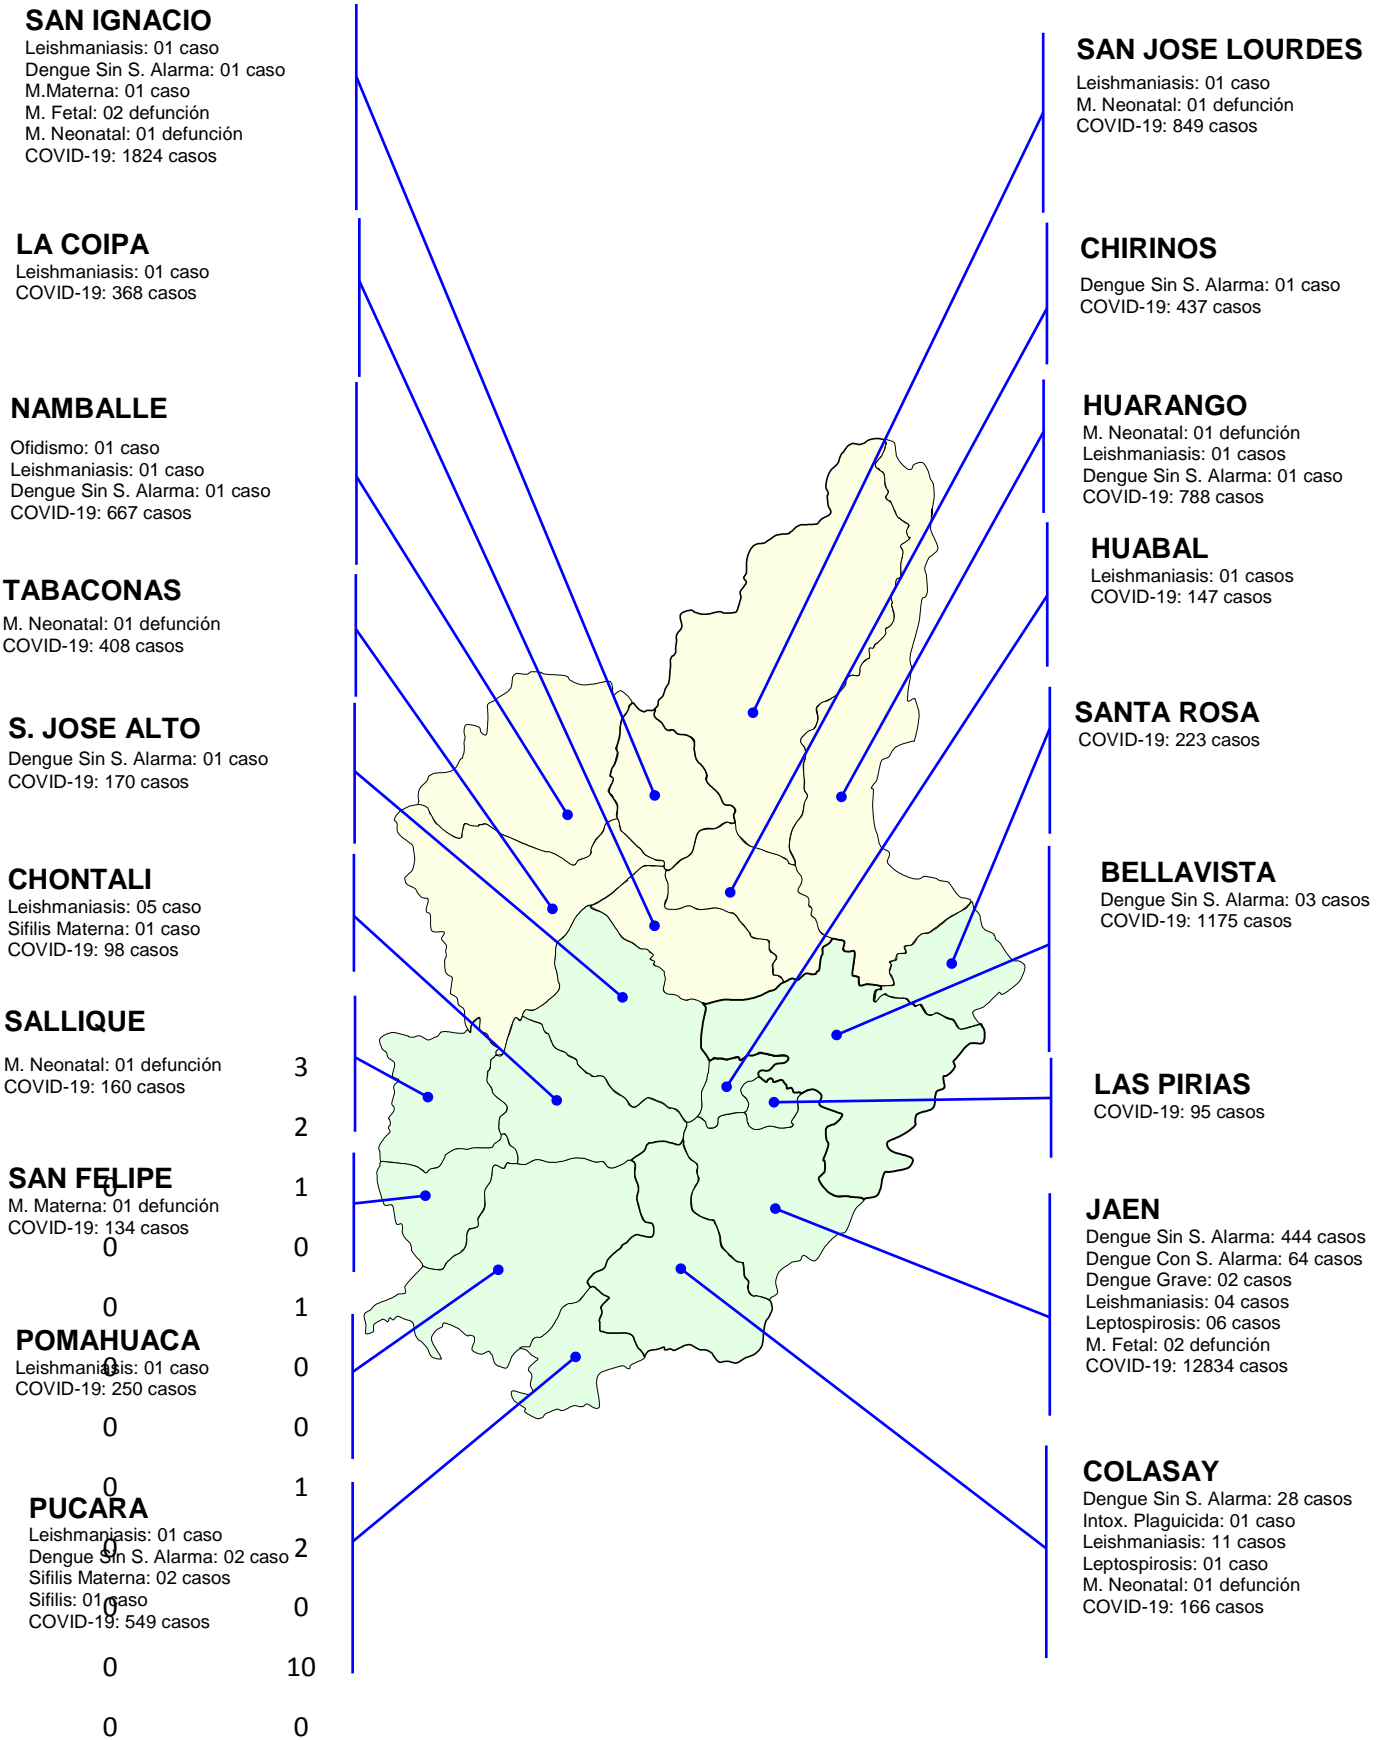 SAN IGNACIO
Leishmaniasis: 01 caso
Dengue Sin S. Alarma: 01 caso
M.Materna: 01 caso
M. Fetal: 02 defunción
M. Neonatal: 01 defunción
COVID-19: 1824 casos
LA COIPA
Leishmaniasis: 01 caso
COVID-19: 368 casos
NAMBALLE
Ofidismo: 01 caso
Leishmaniasis: 01 caso
Dengue Sin S. Alarma: 01 caso
COVID-19: 667 casos
TABACONAS
M. Neonatal: 01 defunción
COVID-19: 408 casos
S. JOSE ALTO
Dengue Sin S. Alarma: 01 caso
COVID-19: 170 casos
CHONTALI
Leishmaniasis: 05 caso
Sifilis Materna: 01 caso
COVID-19: 98 casos
SALLIQUE
M. Neonatal: 01 defunción
COVID-19: 160 casos
SAN FELIPE
M. Materna: 01 defunción
COVID-19: 134 casos
POMAHUACA
Leishmaniasis: 01 caso
COVID-19: 250 casos
PUCARA
Leishmaniasis: 01 caso
Dengue Sin S. Alarma: 02 caso
Sifilis Materna: 02 casos
Sifilis: 01 caso
COVID-19: 549 casos
3
2
0 1
0 0
0 1
0 0
0 0
0 1
0 2
0 0
0 10
0 0
SAN JOSE LOURDES
Leishmaniasis: 01 caso
M. Neonatal: 01 defunción
COVID-19: 849 casos
CHIRINOS
Dengue Sin S. Alarma: 01 caso
COVID-19: 437 casos
HUARANGO
M. Neonatal: 01 defunción
Leishmaniasis: 01 casos
Dengue Sin S. Alarma: 01 caso
COVID-19: 788 casos
HUABAL
Leishmaniasis: 01 casos
COVID-19: 147 casos
SANTA ROSA
COVID-19: 223 casos
BELLAVISTA
Dengue Sin S. Alarma: 03 casos
COVID-19: 1175 casos
LAS PIRIAS
COVID-19: 95 casos
JAEN
Dengue Sin S. Alarma: 444 casos
Dengue Con S. Alarma: 64 casos
Dengue Grave: 02 casos
Leishmaniasis: 04 casos
Leptospirosis: 06 casos
M. Fetal: 02 defunción
COVID-19: 12834 casos
COLASAY
Dengue Sin S. Alarma: 28 casos
Intox. Plaguicida: 01 caso
Leishmaniasis: 11 casos
Leptospirosis: 01 caso
M. Neonatal: 01 defunción
COVID-19: 166 casos